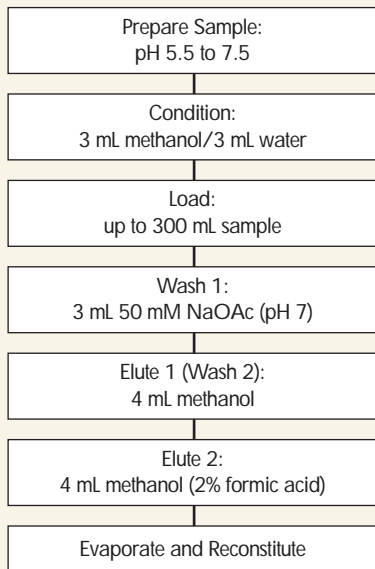 Prepare Sample:
pH 5.5 to 7.5
Condition:
3 mL methanol/3 mL water
Load:
up to 300 mL sample
Wash 1:
3 mL 50 mM NaOAc (pH 7)
Elute 1 (Wash 2):
4 mL methanol
Elute 2:
4 mL methanol (2% formic acid)
Evaporate and Reconstitute